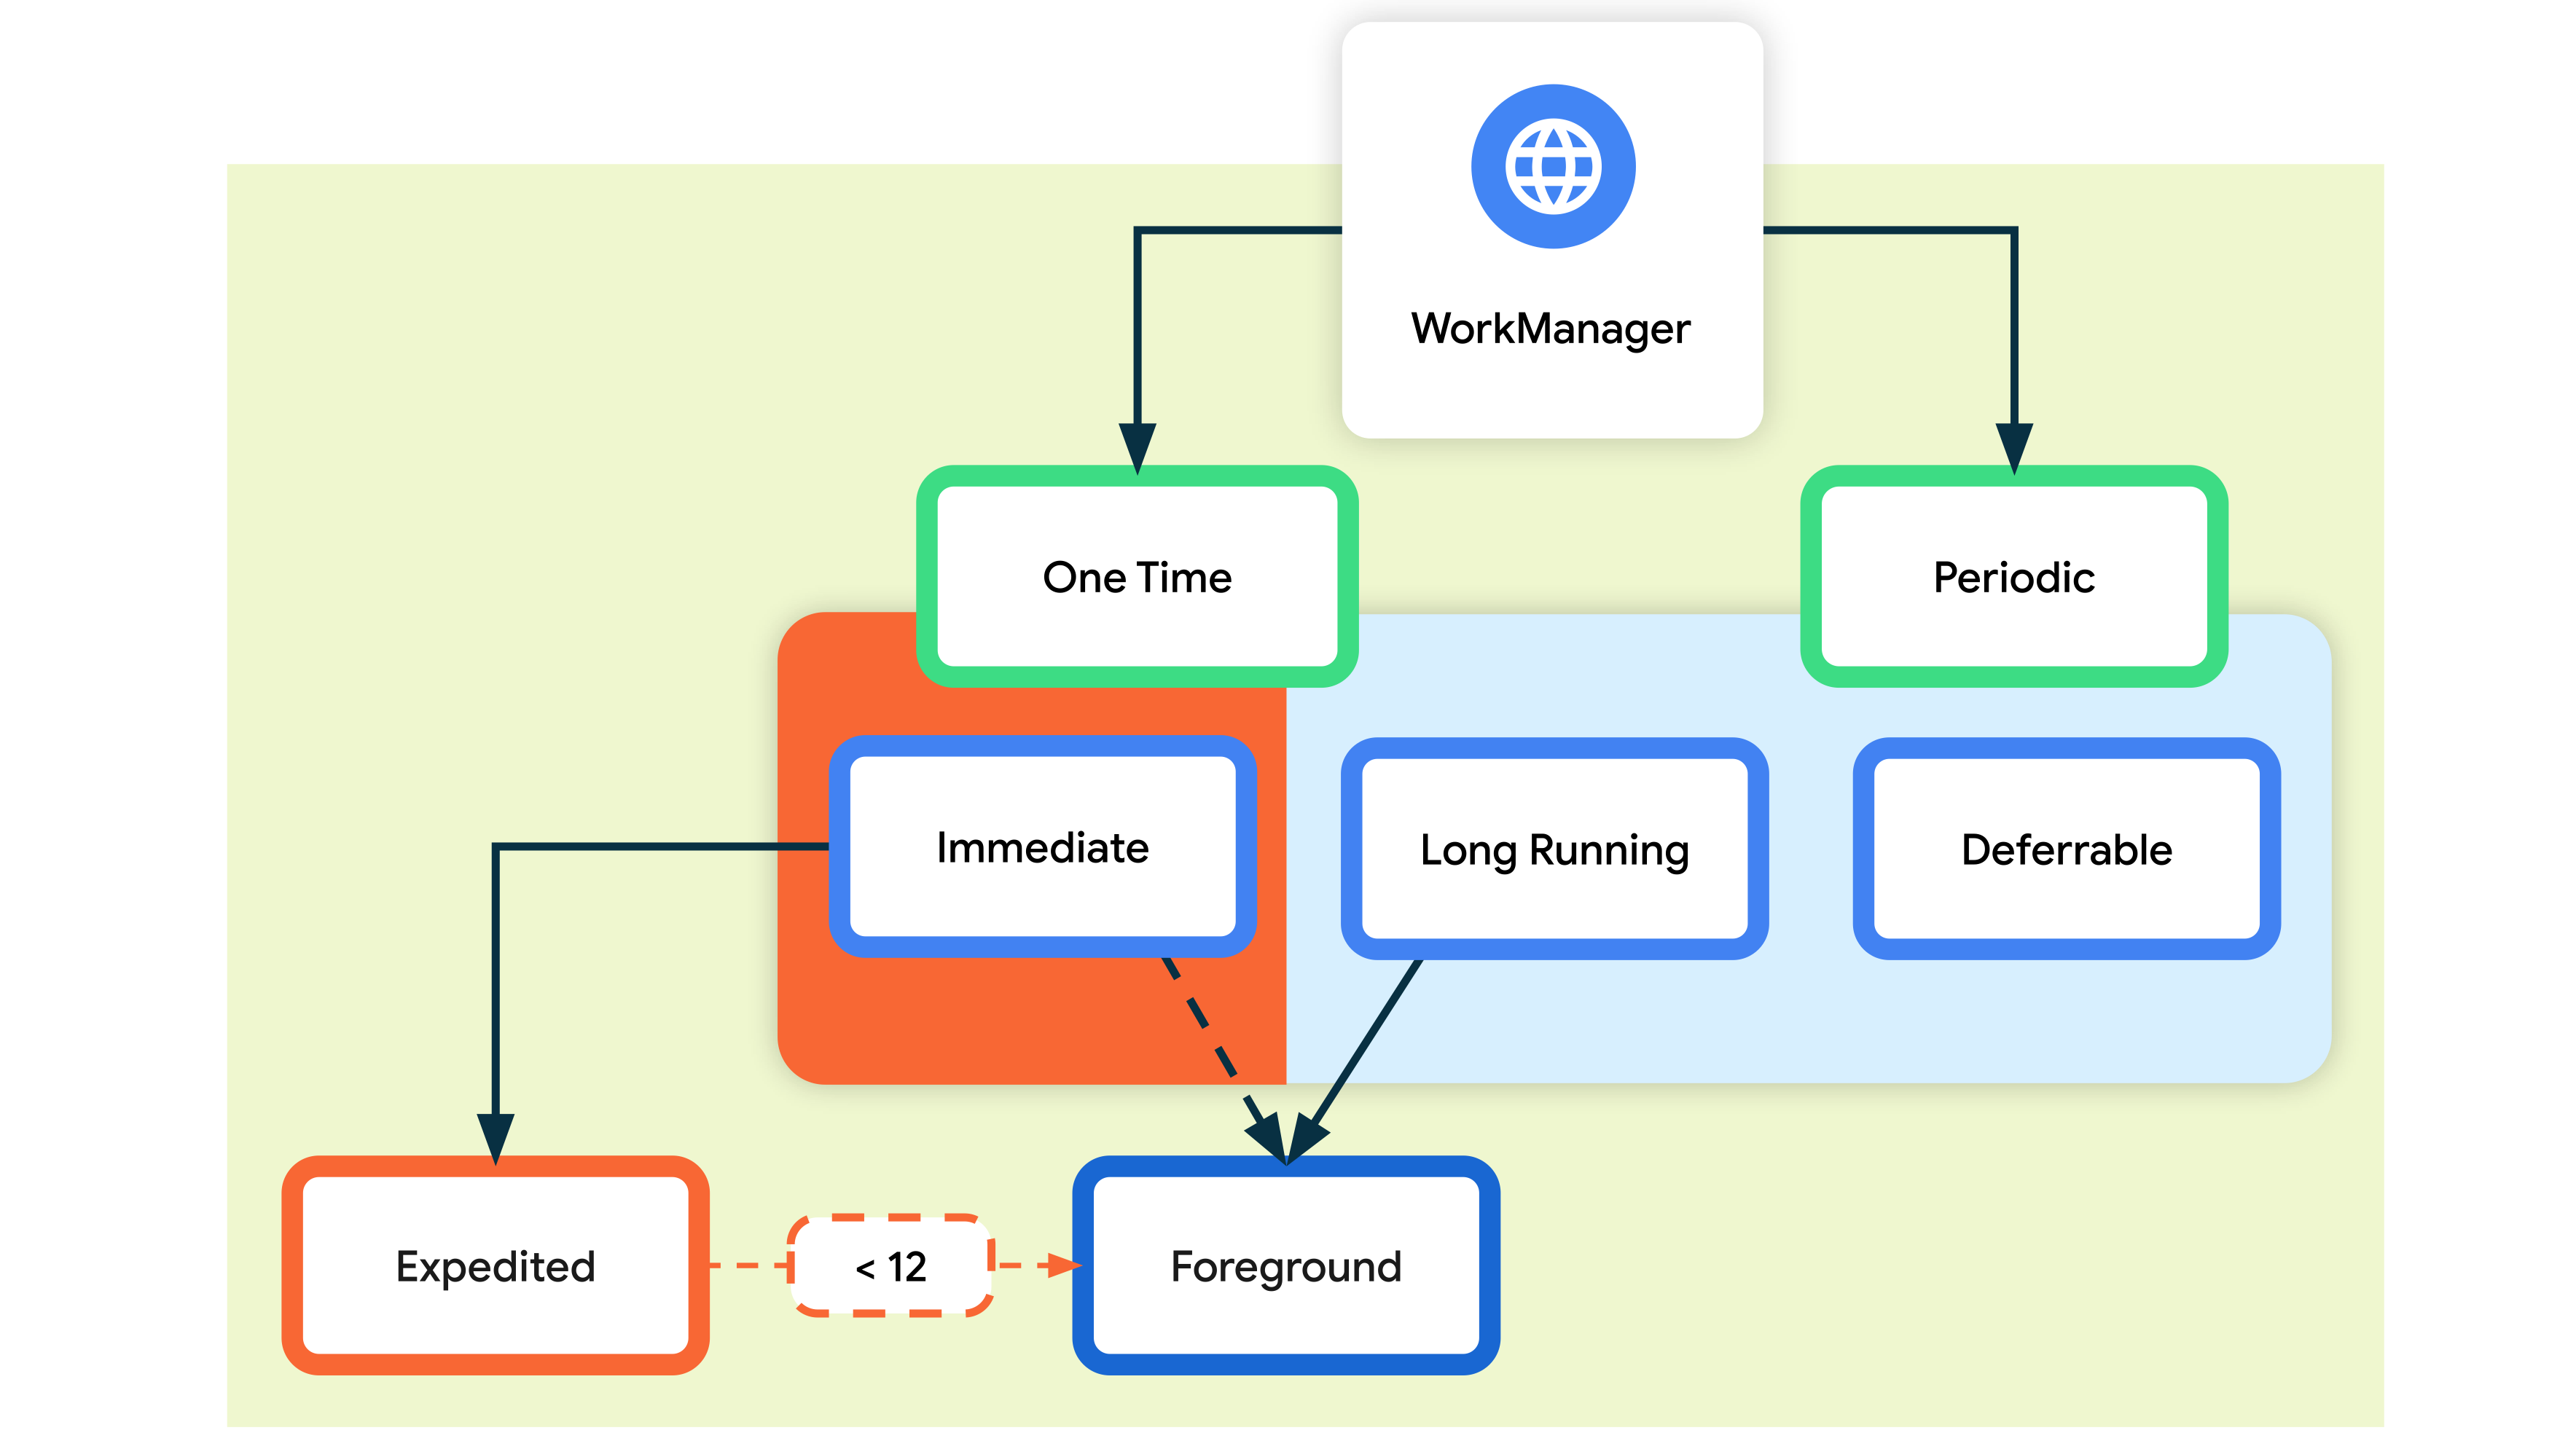 WorkManager
One Time
Periodic
Immediate
Long Running
Deferrable
Expedited
< 12
Foreground